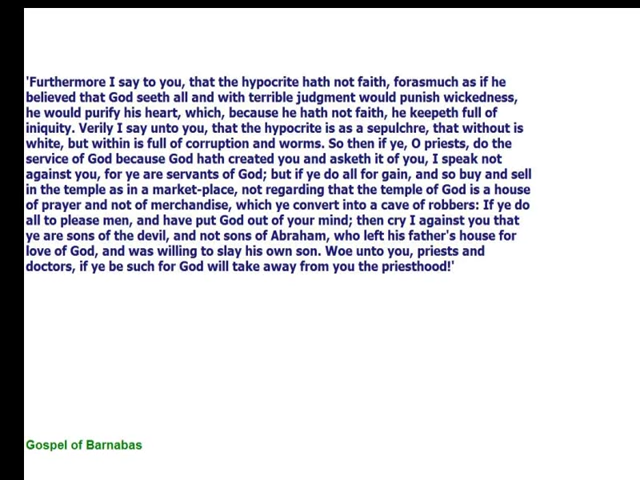 'Furthermore I say to you, that the hypocrite hath not faith, forasmuch as if he
believed that God seeth all and with terrible judgment would punish wickedness,
he would purify his heart, which, because he hath not faith, he keepeth full of
iniquity. Verily I say unto you, that the hypocrite is as a sepulchre, that without is
white, but within is full of corruption and worms. So then if ye, O priests, do the
service of God because God hath created you and asketh it of you, I speak not
against you, for ye are servants of God; but if ye do all for gain, and so buy and sell
in the temple as in a market-place, not regarding that the temple of God is a house
of prayer and not of merchandise, which ye convert into a cave of robbers: If ye do
all to please men, and have put God out of your mind; then cry I against you that
ye are sons of the devil, and not sons of Abraham, who left his father's house for
love of God, and was willing to slay his own son. Woe unto you, priests and
doctors, if ye be such for God will take away from you the priesthood!'
Gospel of Barnabas